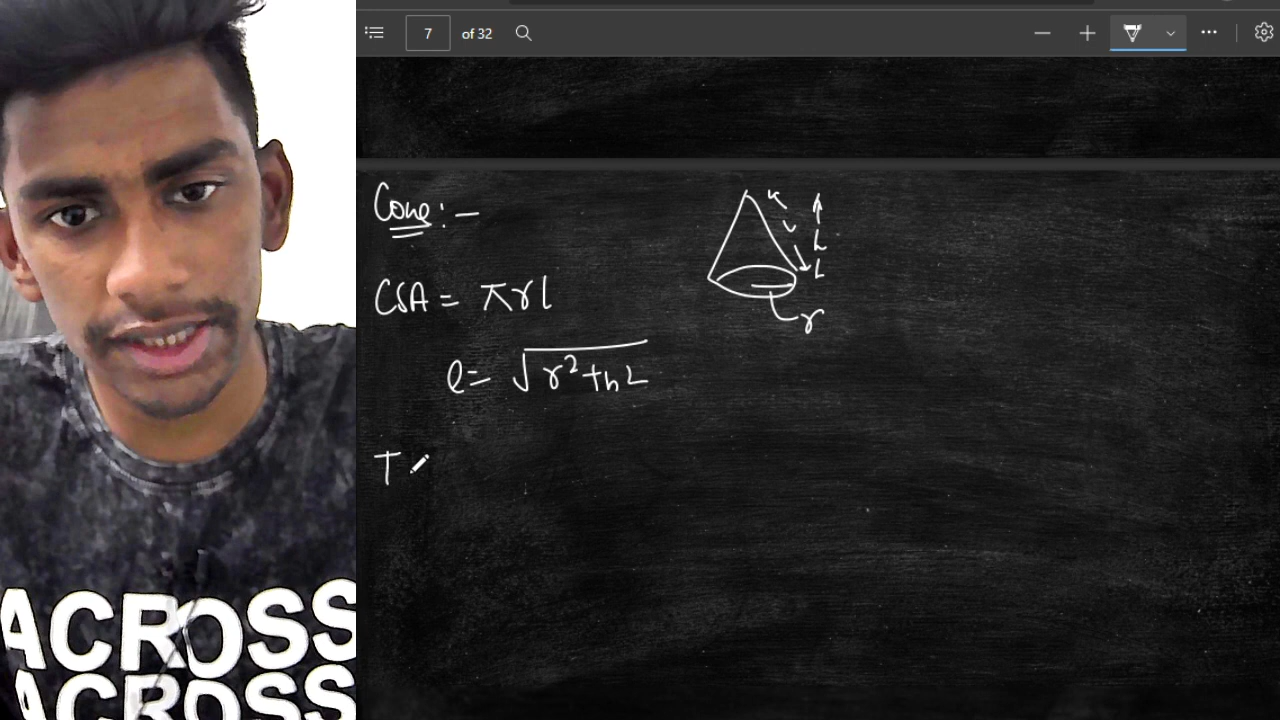 7 of 32
Cone:-
CSA = πrl
l = √r²+h2
T
L
h
r
ACROSS
ACROSS